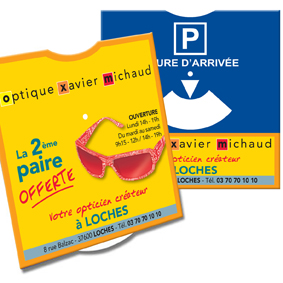 optique xavier michaud
La 2ème
paire
OFFERTE
OUVERTURE
Lundi 14h - 19h
Du mardi au samedi
9h15 - 12h / 14h - 19h
Votre opticien créateur
à LOCHES
8 rue Balzac - 37600 LOCHES - Tél. 03 70 70 10 10
P
URE D'ARRIVÉE
xavier michaud
opticien créateur
LOCHES - Tél. 03 70 70 10 10